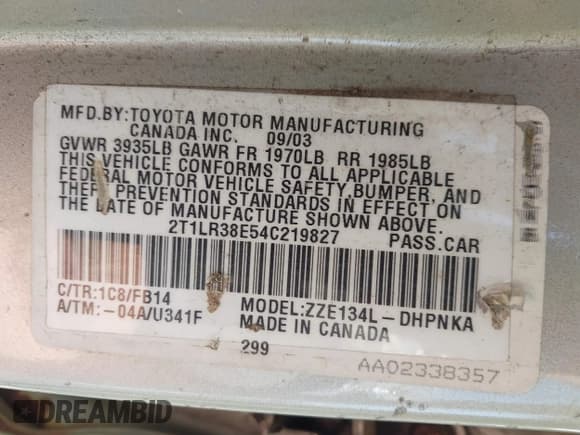 MFD.BY:TOYOTA MOTOR MANUFACTURING
CANADA INC. 09/03
GVWR 3935LB GAWR FR 1970LB RR 1985LB
THIS VEHICLE CONFORMS TO ALL APPLICABLE
FEDERAL MOTOR VEHICLE SAFETY,BUMPER, AND
THEFT PREVENTION STANDARDS IN EFFECT ON
THE DATE OF MANUFACTURE SHOWN ABOVE.
2T1LR38E54C219827 PASS.CAR
C/TR:1C8/FB14
A/TM:-04A/U341F
MODEL:ZZE134L-DHPNKA
MADE IN CANADA
299
AA02338357
DREAMBID